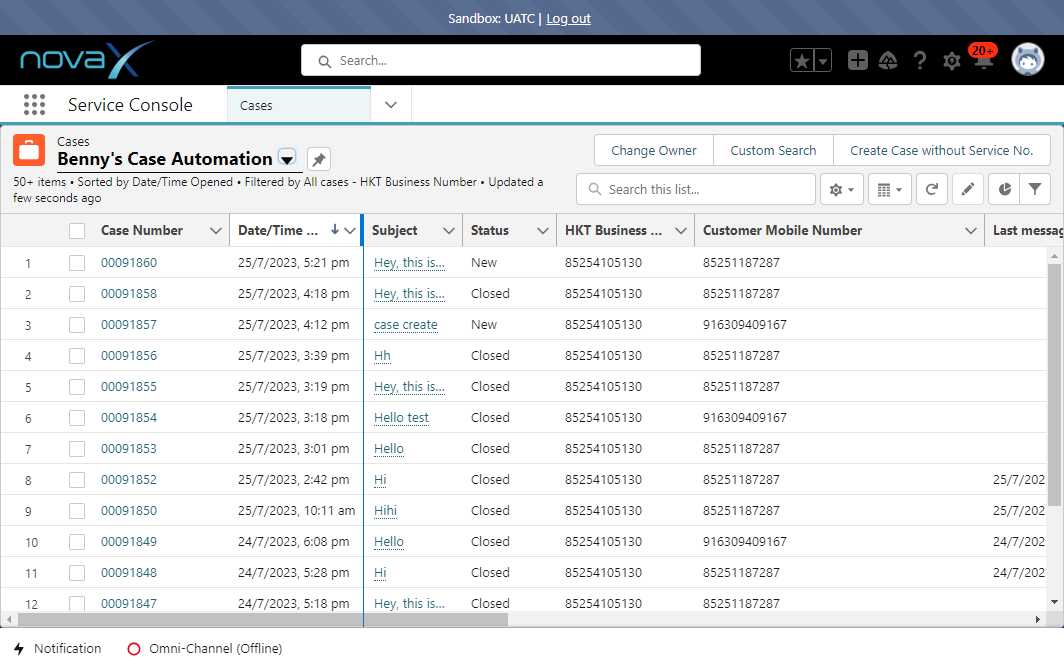 Sandbox: UATC | Log out
novaX
Search...
20+
Service Console
Cases
Cases
Benny's Case Automation
50+ items • Sorted by Date/Time Opened • Filtered by All cases - HKT Business Number • Updated a
few seconds ago
Change Owner Custom Search Create Case without Service No.
Search this list...
Case Number Date/Time ... Subject Status HKT Business ... Customer Mobile Number Last messag
1 00091860 25/7/2023, 5:21 pm Hey, this is... New 85254105130 85251187287
2 00091858 25/7/2023, 4:18 pm Hey, this is... Closed 85254105130 85251187287
3 00091857 25/7/2023, 4:12 pm case create New 85254105130 916309409167
4 00091856 25/7/2023, 3:39 pm Hh Closed 85254105130 85251187287
5 00091855 25/7/2023, 3:19 pm Hey, this is... Closed 85254105130 85251187287
6 00091854 25/7/2023, 3:18 pm Hello test Closed 85254105130 916309409167
7 00091853 25/7/2023, 3:01 pm Hello Closed 85254105130 85251187287
8 00091852 25/7/2023, 2:42 pm Hi Closed 85254105130 85251187287 25/7/202
9 00091850 25/7/2023, 10:11 am Hihi Closed 85254105130 85251187287 25/7/202
10 00091849 24/7/2023, 6:08 pm Hello Closed 85254105130 916309409167 24/7/202
11 00091848 24/7/2023, 5:28 pm Hi Closed 85254105130 85251187287 24/7/202
12 00091847 24/7/2023, 5:18 pm Hey, this is... Closed 85254105130 85251187287
Notification Omni-Channel (Offline)